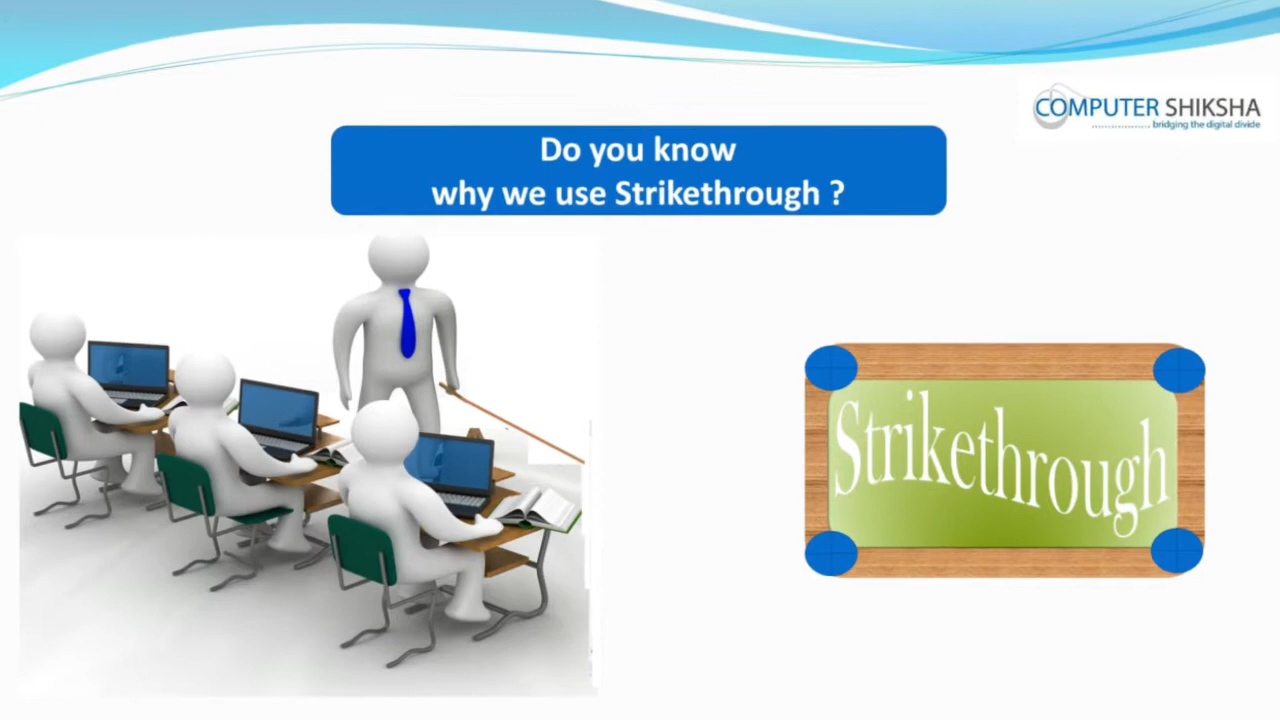 COMPUTER SHIKSHA
bridging the digital divide
Do you know
why we use Strikethrough ?
Strikethrough